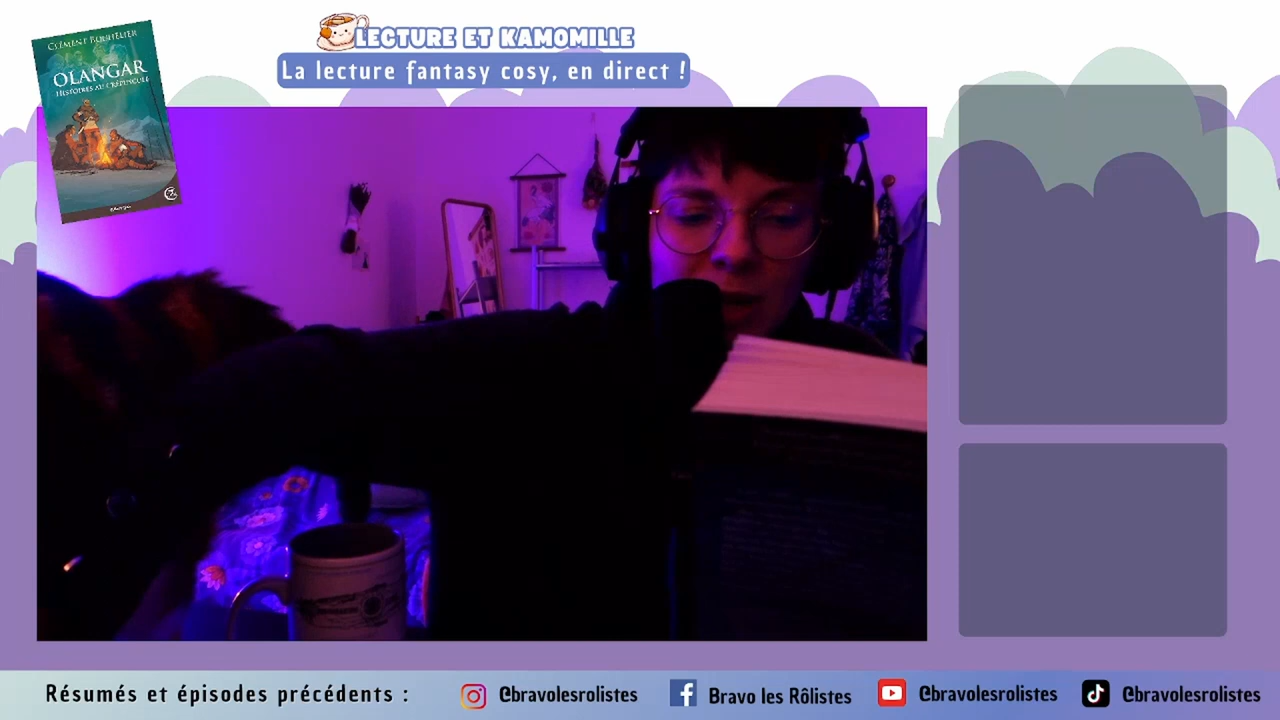 CLÉMENT BOUHÉLIER
OLANGAR
HISTOIRES AU CRÉPUSCULE
LECTURE ET KAMOMILLE
La lecture fantasy cosy, en direct !
Résumés et épisodes précédents :
@bravolesrolistes
Bravo les Rôlistes
@bravolesrolistes
@bravolesrolistes